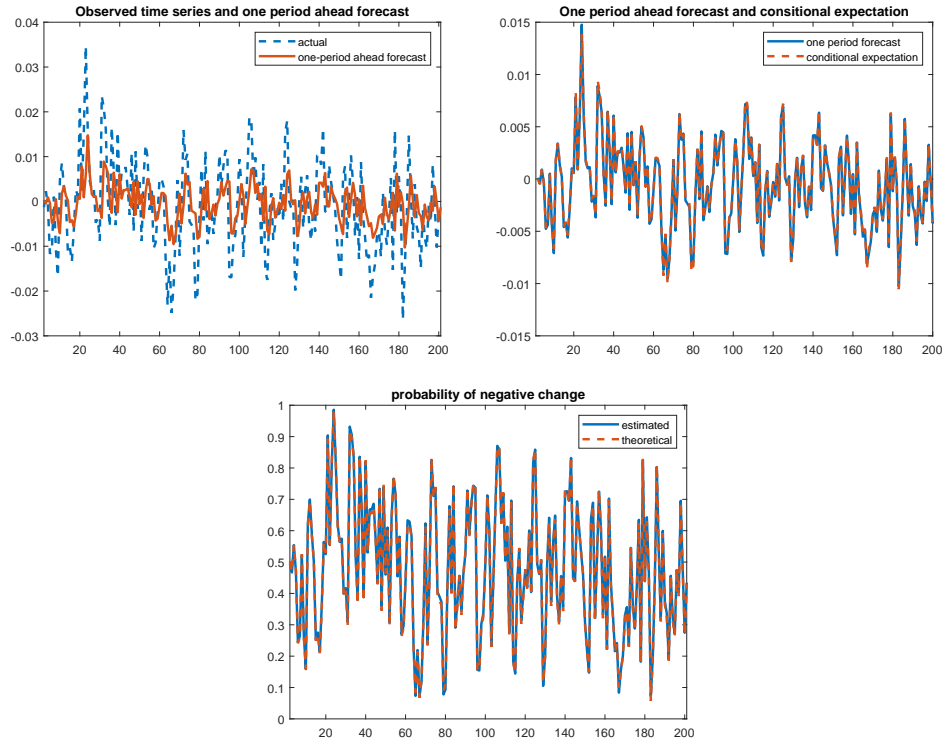 Observed time series and one period ahead forecast
0.04
0.03
0.02
0.01
0
-0.01
-0.02
-0.03
20 40 60 80 100 120 140 160 180 200
actual
one-period ahead forecast
One period ahead forecast and consitional expectation
0.015
0.01
0.005
0
-0.005
-0.01
-0.015
20 40 60 80 100 120 140 160 180 200
one period forecast
conditional expectation
probability of negative change
1
0.9
0.8
0.7
0.6
0.5
0.4
0.3
0.2
0.1
0
20 40 60 80 100 120 140 160 180 200
estimated
theoretical